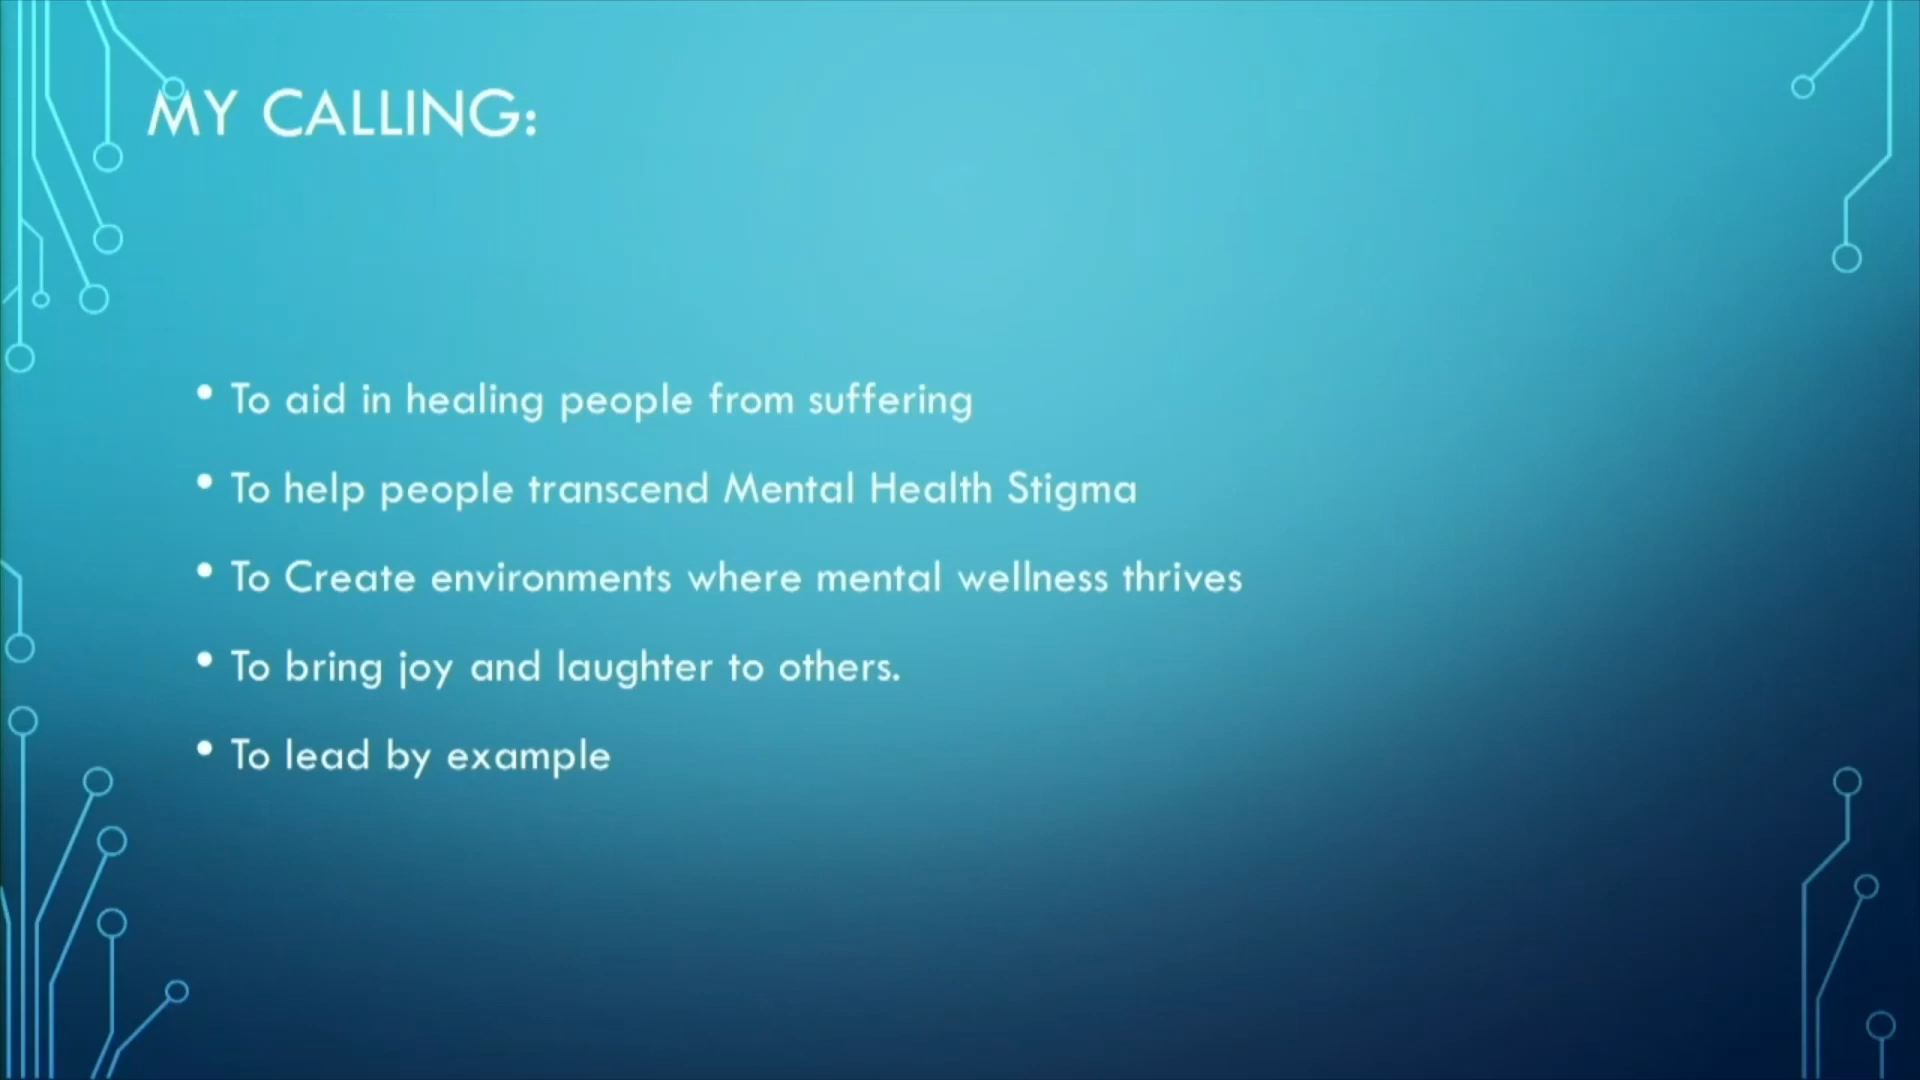 MY CALLING:
• To aid in healing people from suffering
• To help people transcend Mental Health Stigma
• To Create environments where mental wellness thrives
• To bring joy and laughter to others.
• To lead by example